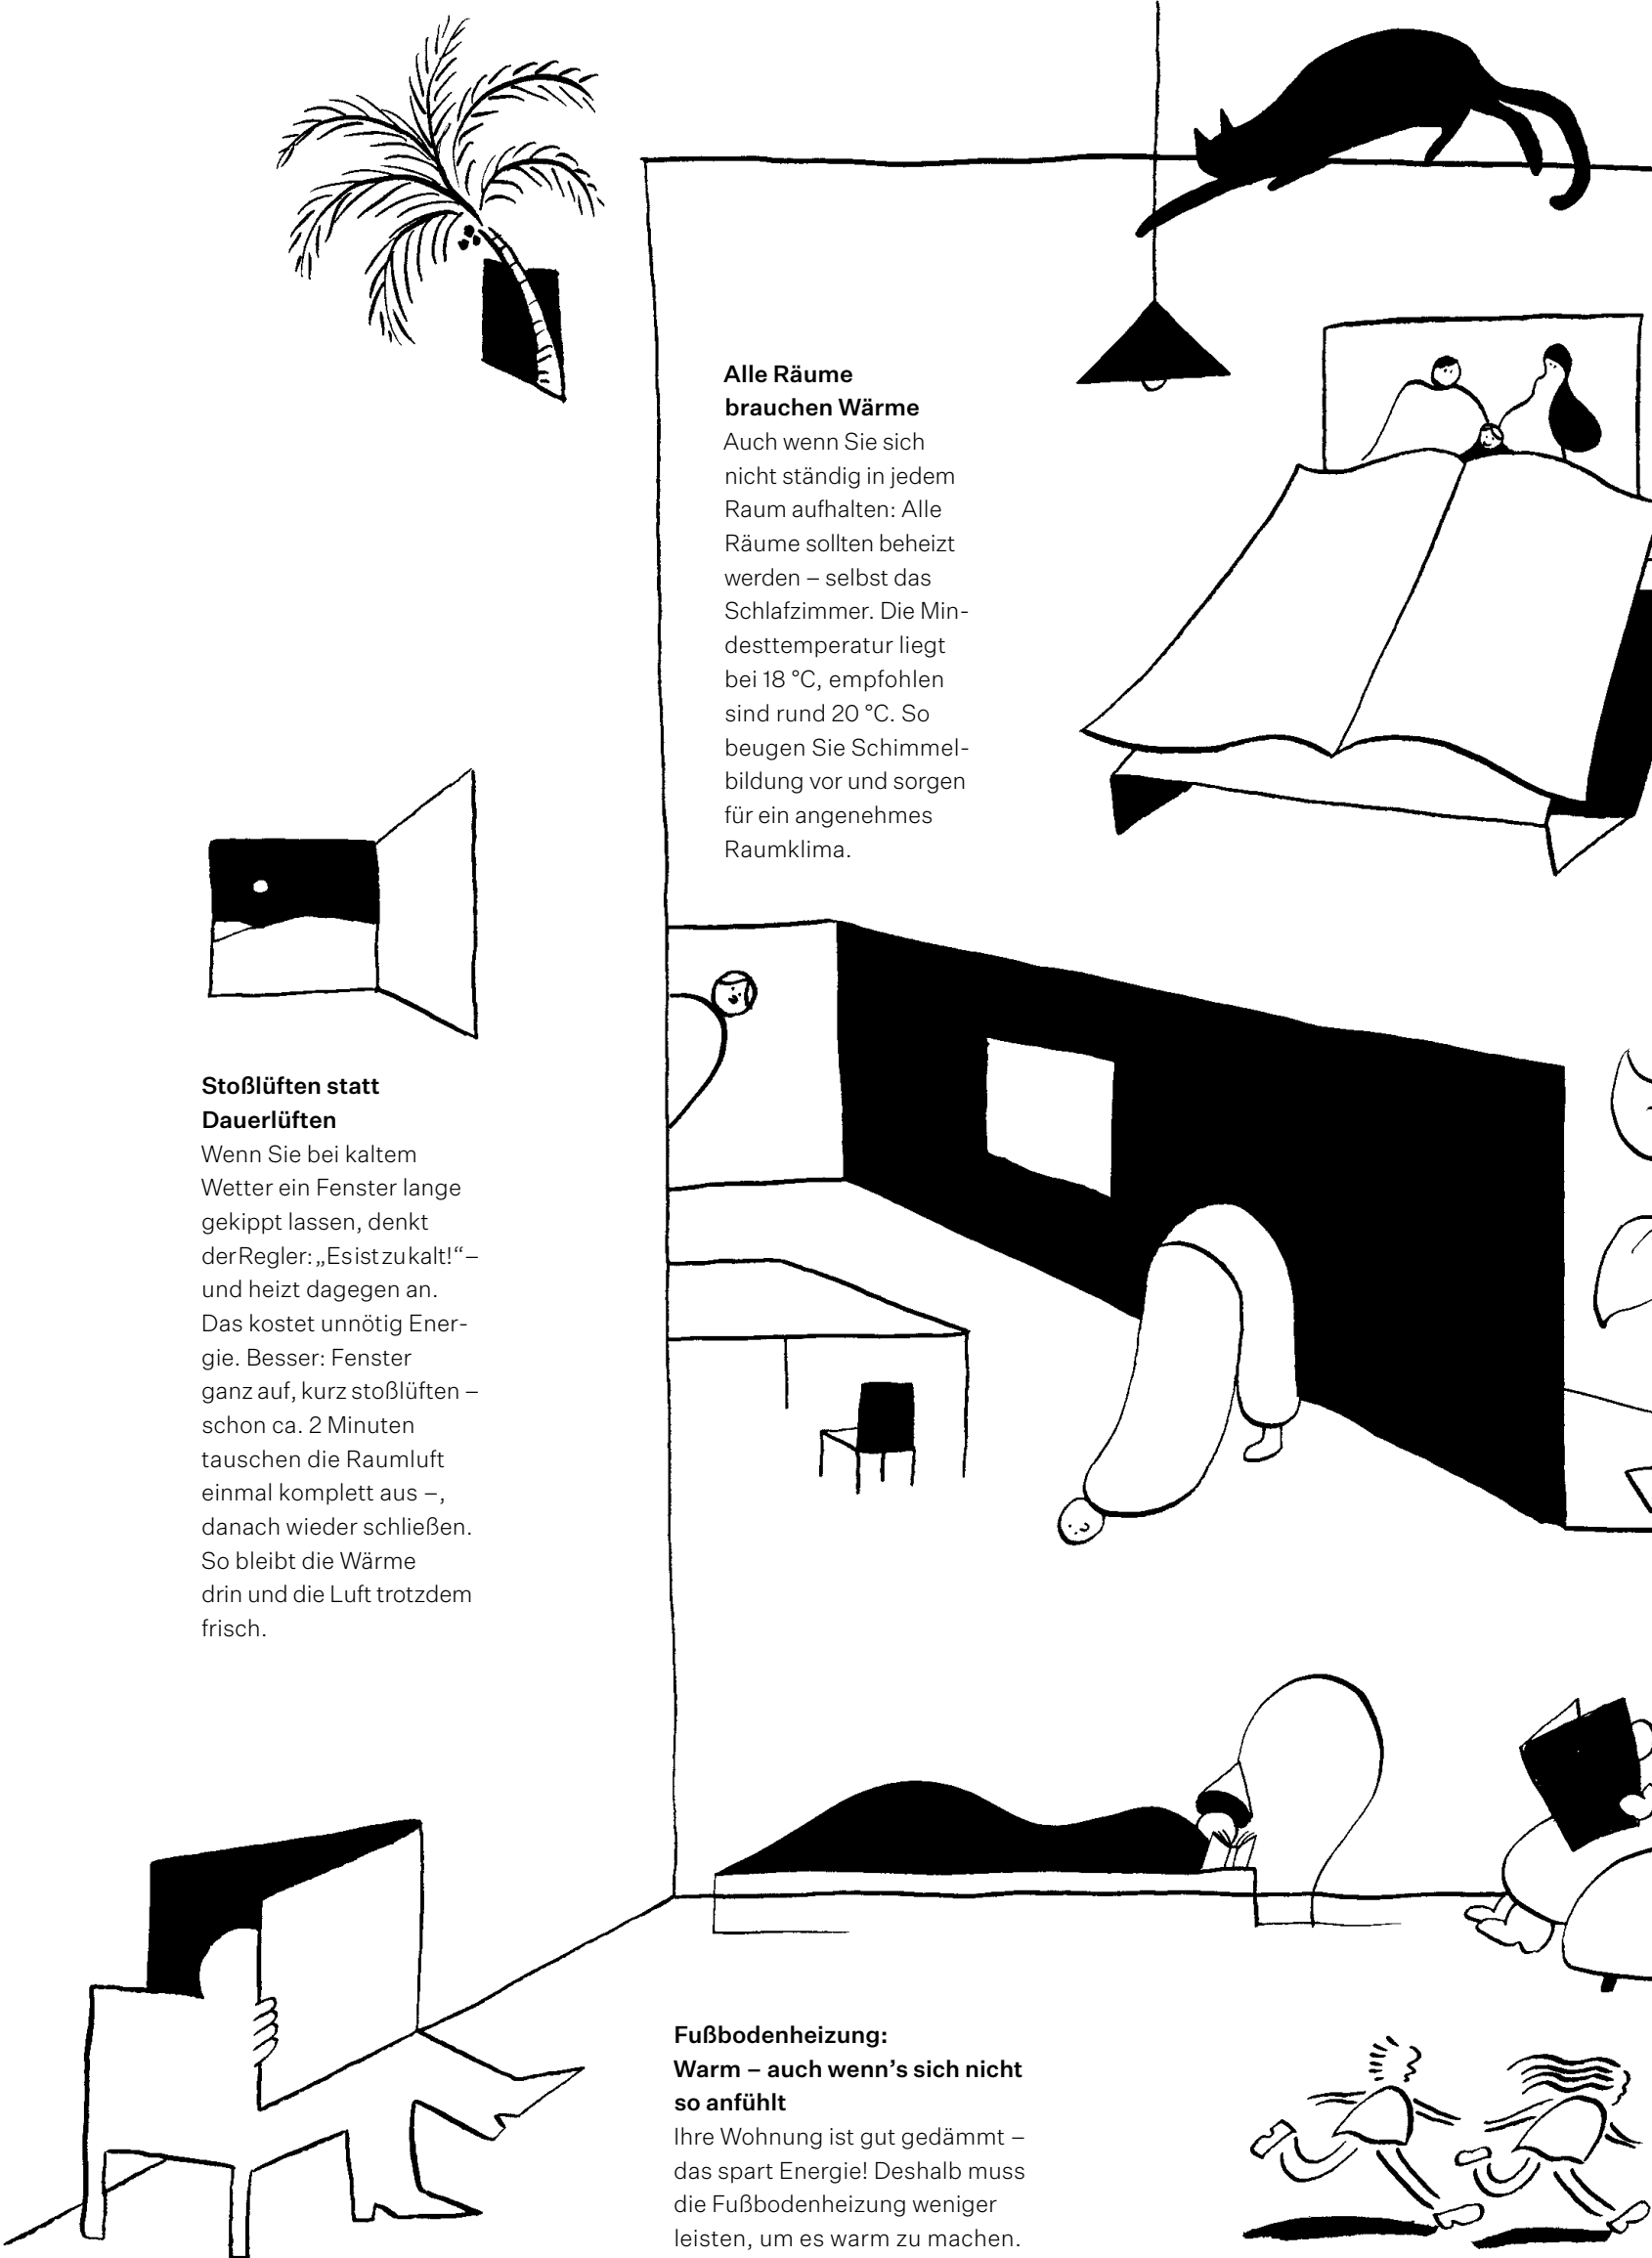 Alle Räume
brauchen Wärme
Auch wenn Sie sich
nicht ständig in jedem
Raum aufhalten: Alle
Räume sollten beheizt
werden – selbst das
Schlafzimmer. Die Min-
desttemperatur liegt
bei 18 °C, empfohlen
sind rund 20 °C. So
beugen Sie Schimmel-
bildung vor und sorgen
für ein angenehmes
Raumklima.
Stoßlüften statt
Dauerlüften
Wenn Sie bei kaltem
Wetter ein Fenster lange
gekippt lassen, denkt
der Regler: „Es ist zu kalt!“ –
und heizt dagegen an.
Das kostet unnötig Ener-
gie. Besser: Fenster
ganz auf, kurz stoßlüften –
schon ca. 2 Minuten
tauschen die Raumluft
einmal komplett aus –,
danach wieder schließen.
So bleibt die Wärme
drin und die Luft trotzdem
frisch.
Fußbodenheizung:
Warm – auch wenn’s sich nicht
so anfühlt
Ihre Wohnung ist gut gedämmt –
das spart Energie! Deshalb muss
die Fußbodenheizung weniger
leisten, um es warm zu machen.